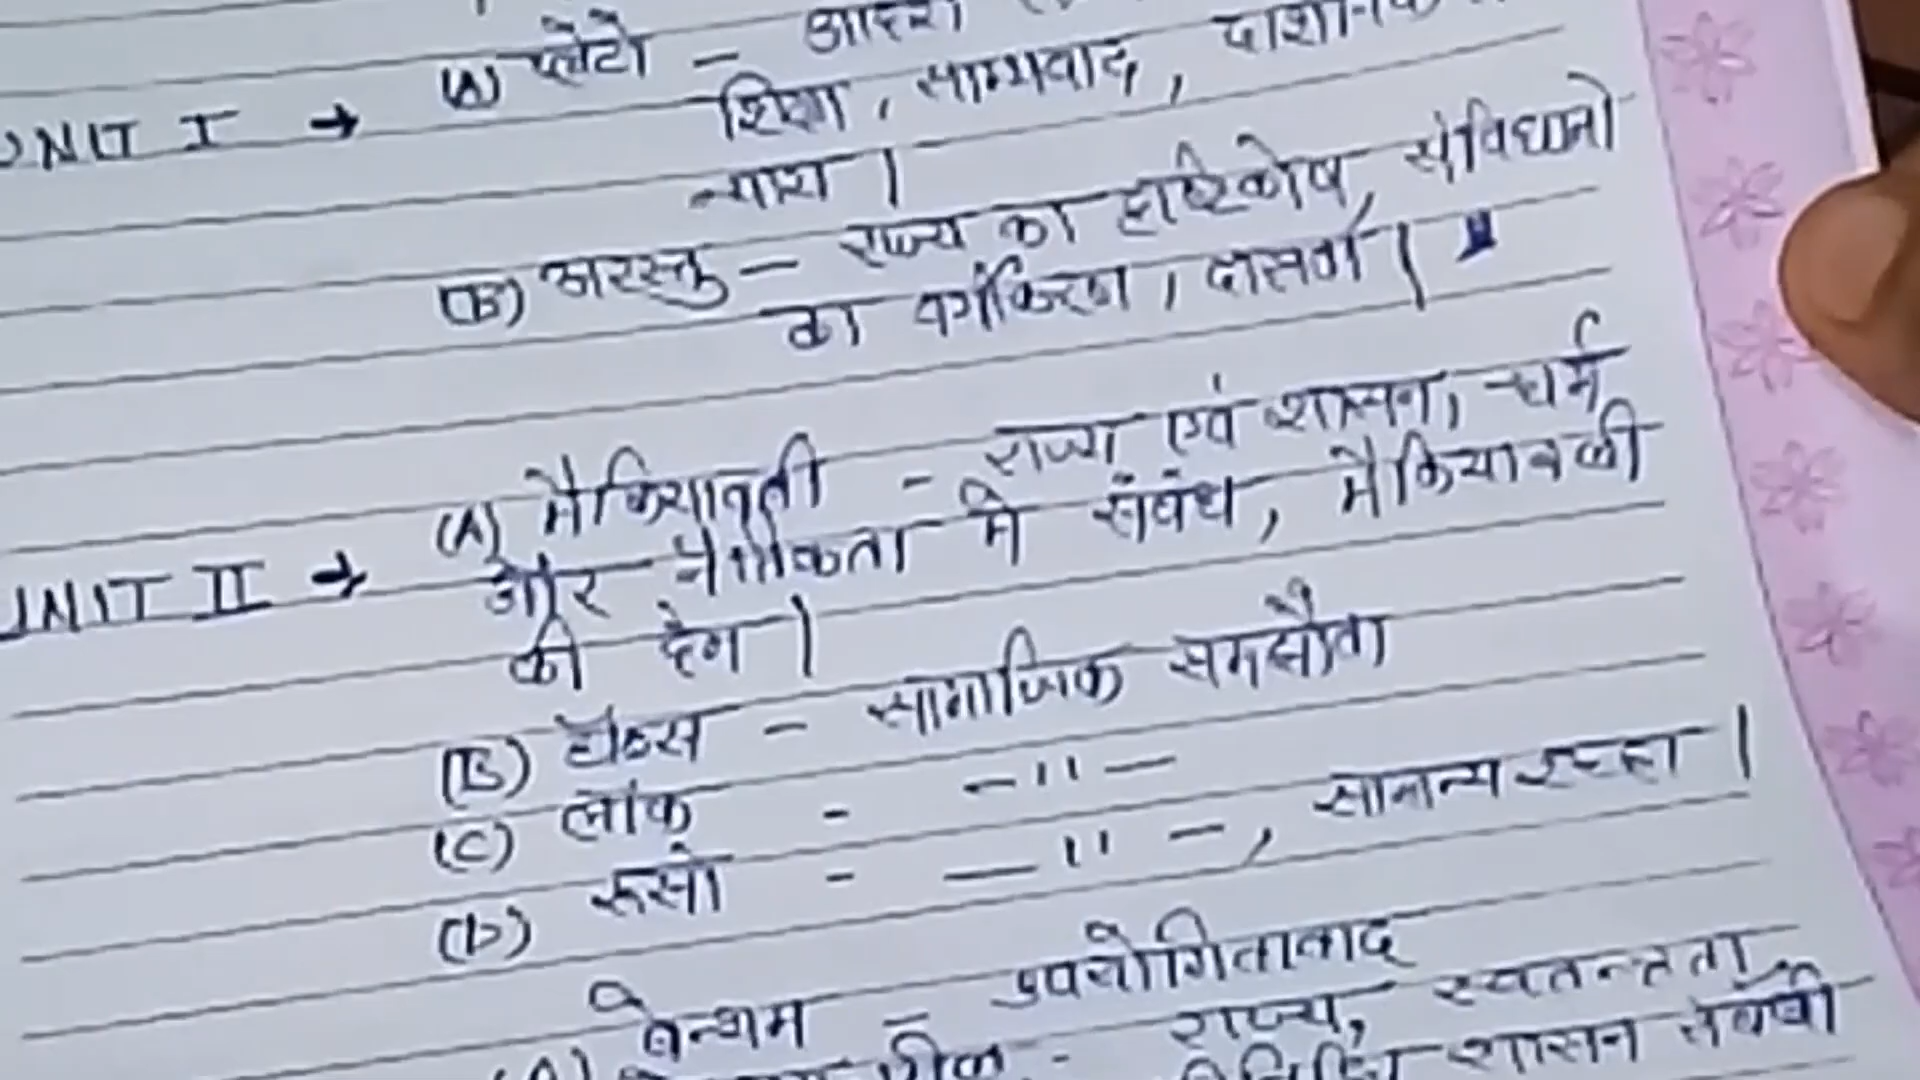 (A) प्लेटो - आदर्श
UNIT I → शिक्षा, साम्यवाद, दार्शनिक
न्याय |
(B) अरस्तु - राज्य का दृष्टिकोष, संविधानो
का वर्गीकरण, दासता |
(A) मैकियावली - राज्य एवं शासन, धर्म
UNIT II → और नैतिकता मे संबंध, मैकियावली
की देन |
(B) हॉब्स - सामाजिक समझौता
(C) लॉक - -"-
(D) रूसो - -"-, सामान्य इच्छा |
बेन्थम - उपयोगितावाद
(A) राज्य, स्वतन्त्रता
शासन संबंधी